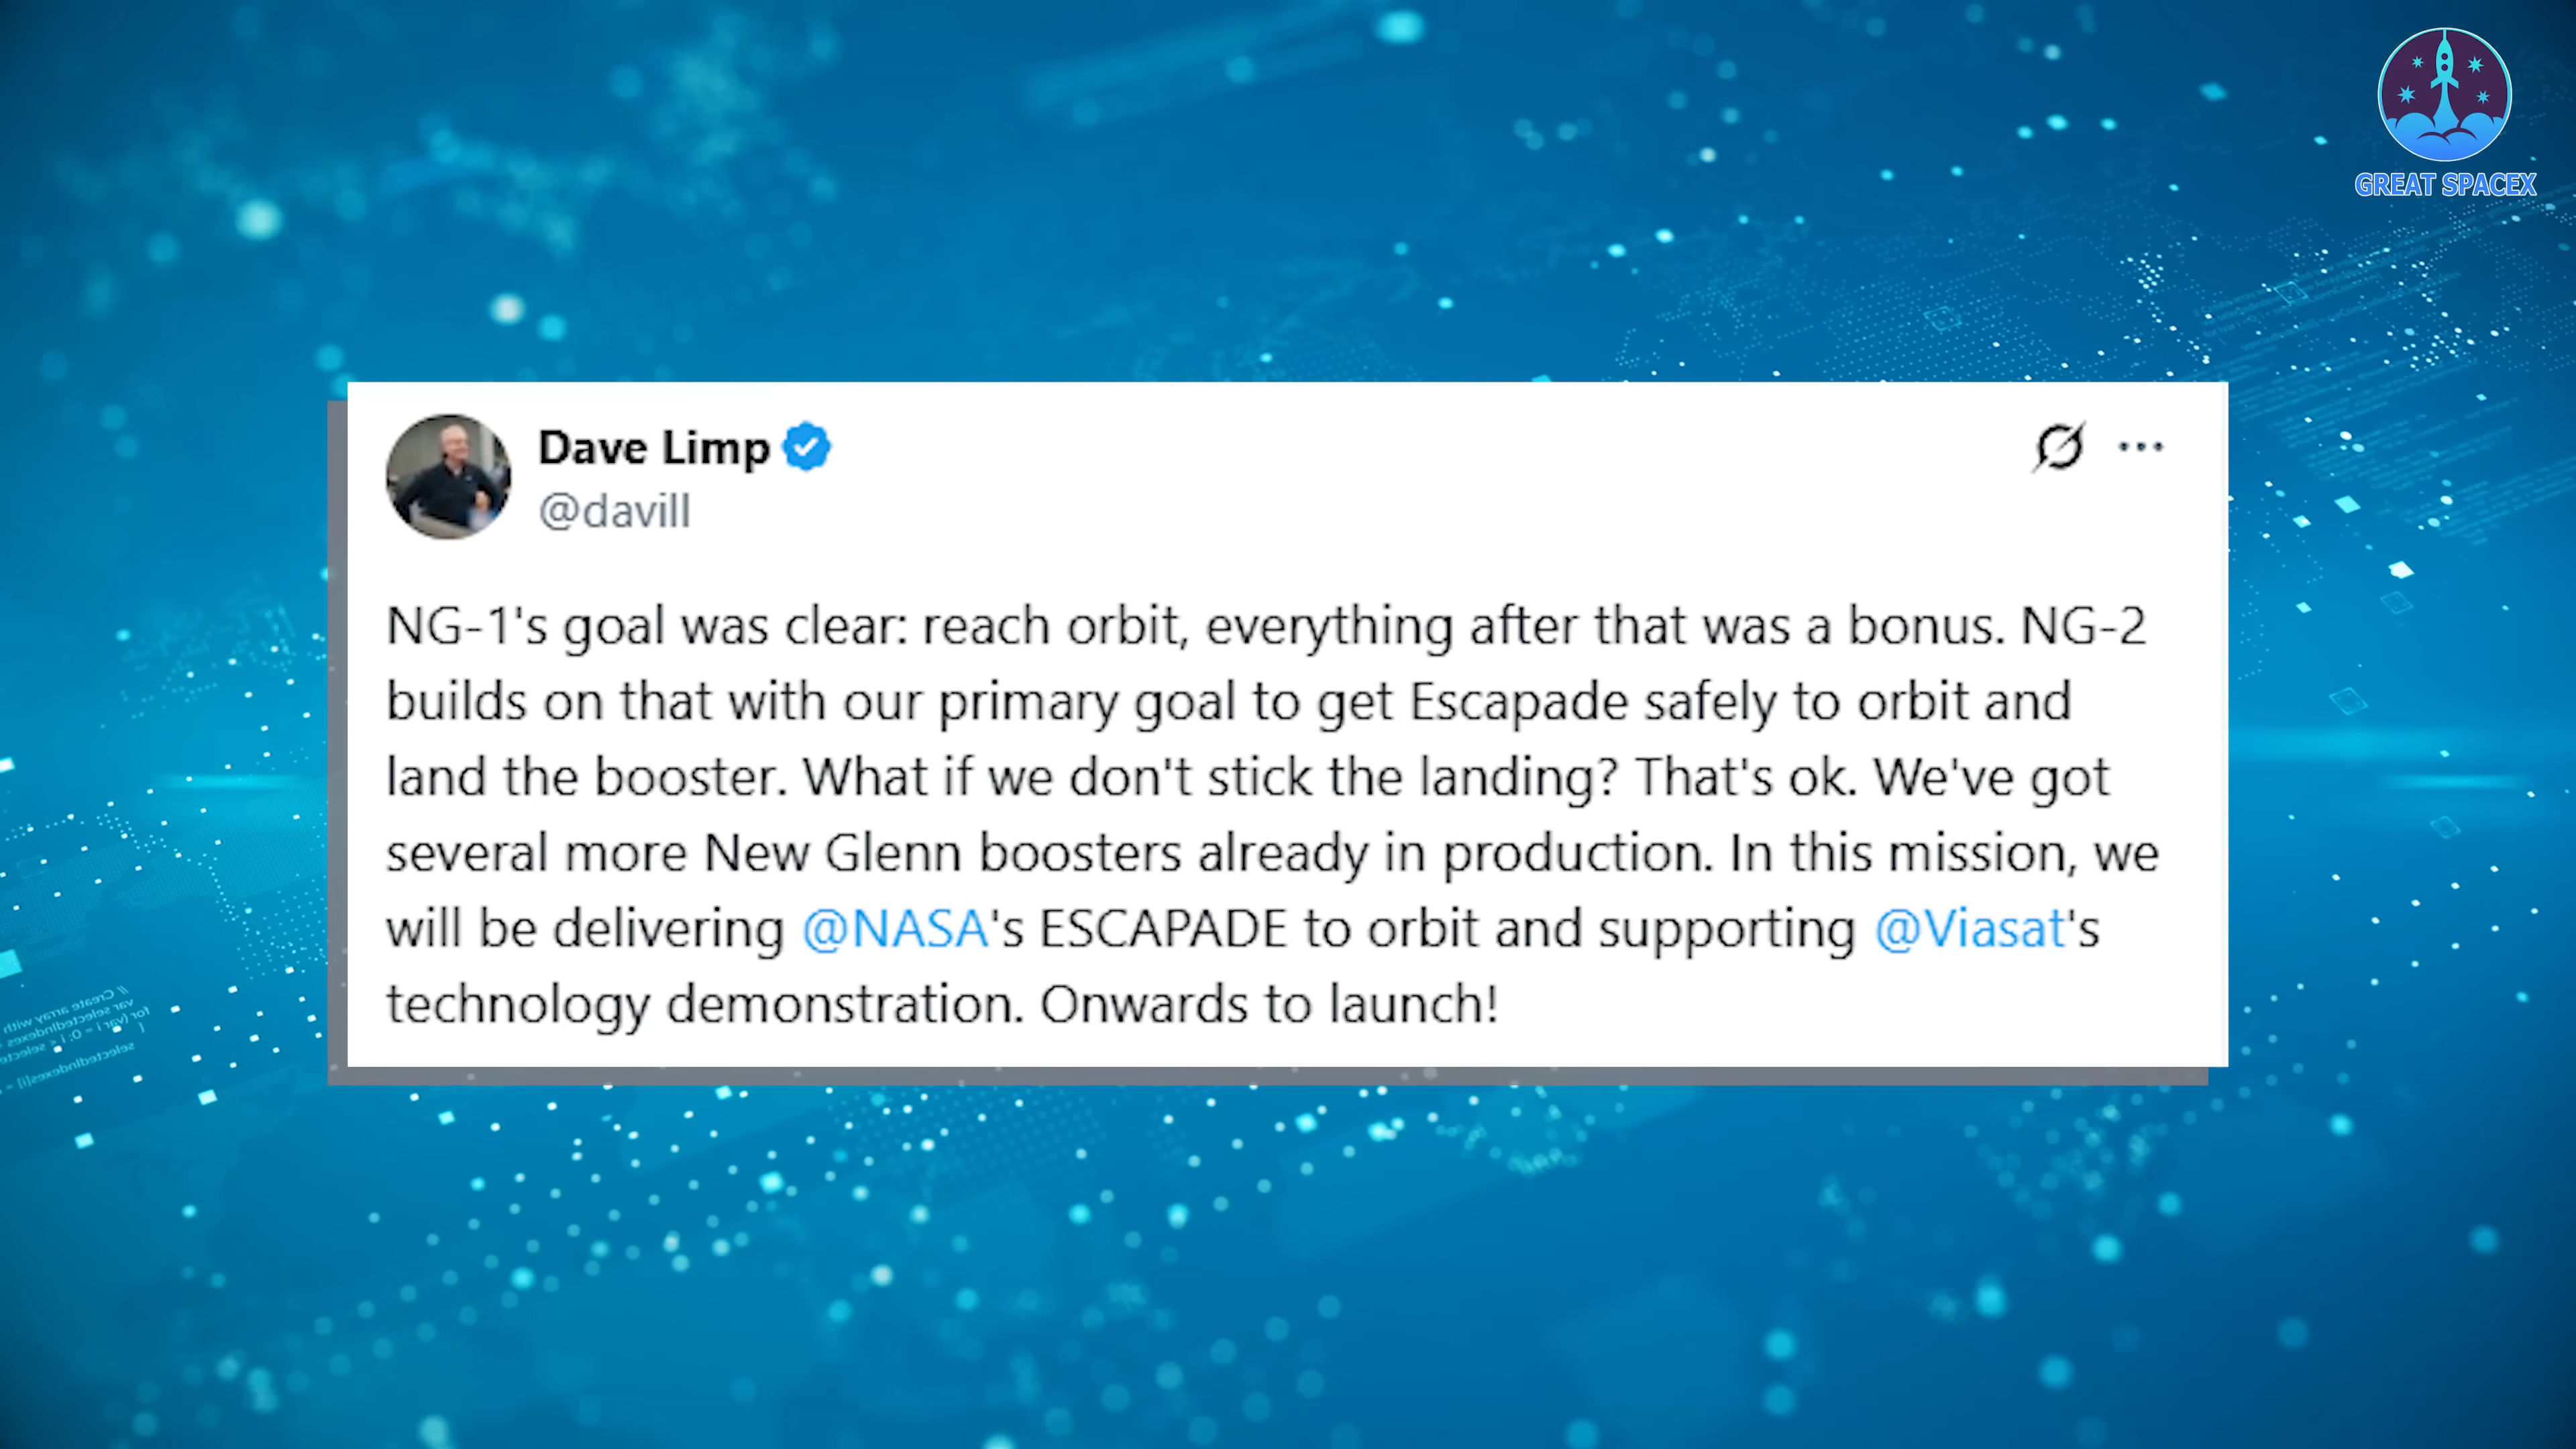 GREAT SPACEX
Dave Limp
@davill
NG-1's goal was clear: reach orbit, everything after that was a bonus. NG-2
builds on that with our primary goal to get Escapade safely to orbit and
land the booster. What if we don't stick the landing? That's ok. We've got
several more New Glenn boosters already in production. In this mission, we
will be delivering @NASA's ESCAPADE to orbit and supporting @Viasat's
technology demonstration. Onwards to launch!
// Create array with